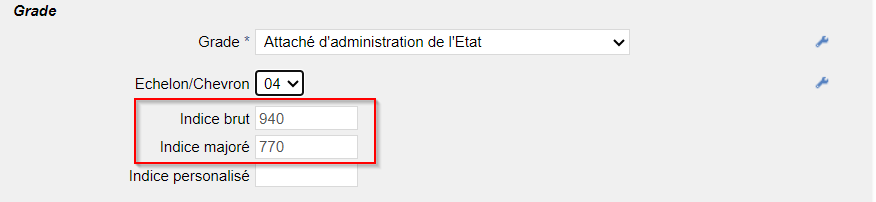 Grade
Grade * Attaché d'administration de l'Etat
Echelon/Chevron 04
Indice brut 940
Indice majoré 770
Indice personalisé